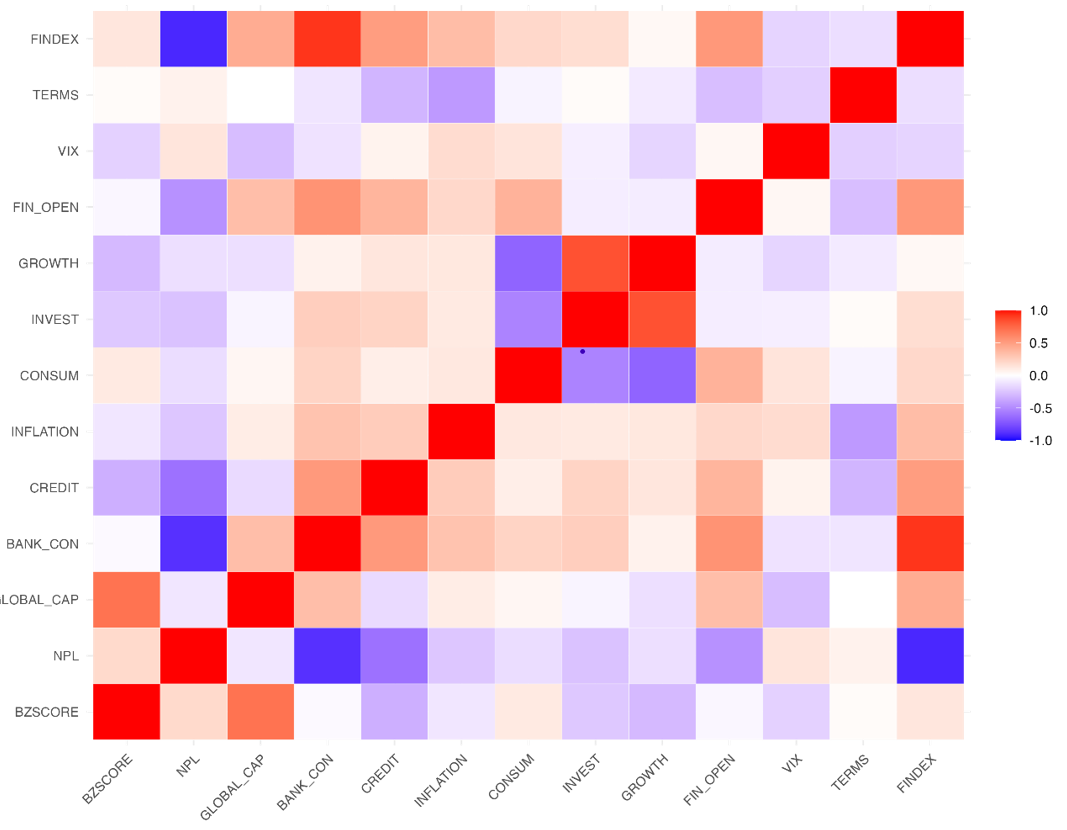 FINDEX
TERMS
VIX
FIN_OPEN
GROWTH
INVEST
CONSUM
INFLATION
CREDIT
BANK_CON
LOBAL_CAP
NPL
BZSCORE
BZSCORE
NPL
GLOBAL_CAP
BANK_CON
CREDIT
INFLATION
CONSUM
INVEST
GROWTH
FIN_OPEN
VIX
TERMS
FINDEX
1.0
0.5
0.0
-0.5
-1.0